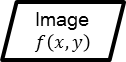 Image
f(x, y)